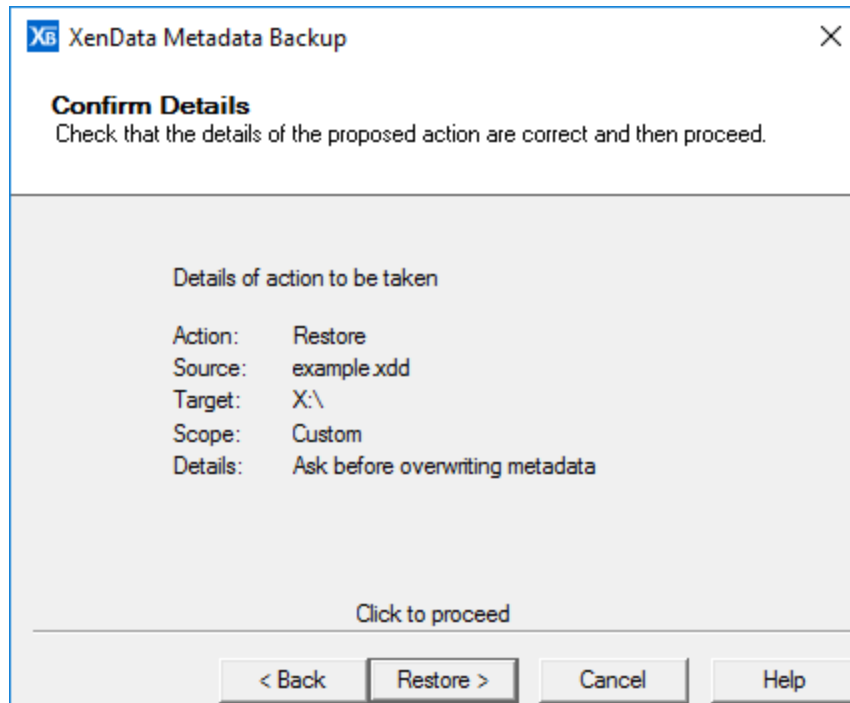 XB XenData Metadata Backup
Confirm Details
Check that the details of the proposed action are correct and then proceed.
Details of action to be taken
Action: Restore
Source: example.xdd
Target: X:\
Scope: Custom
Details: Ask before overwriting metadata
Click to proceed
< Back Restore > Cancel Help